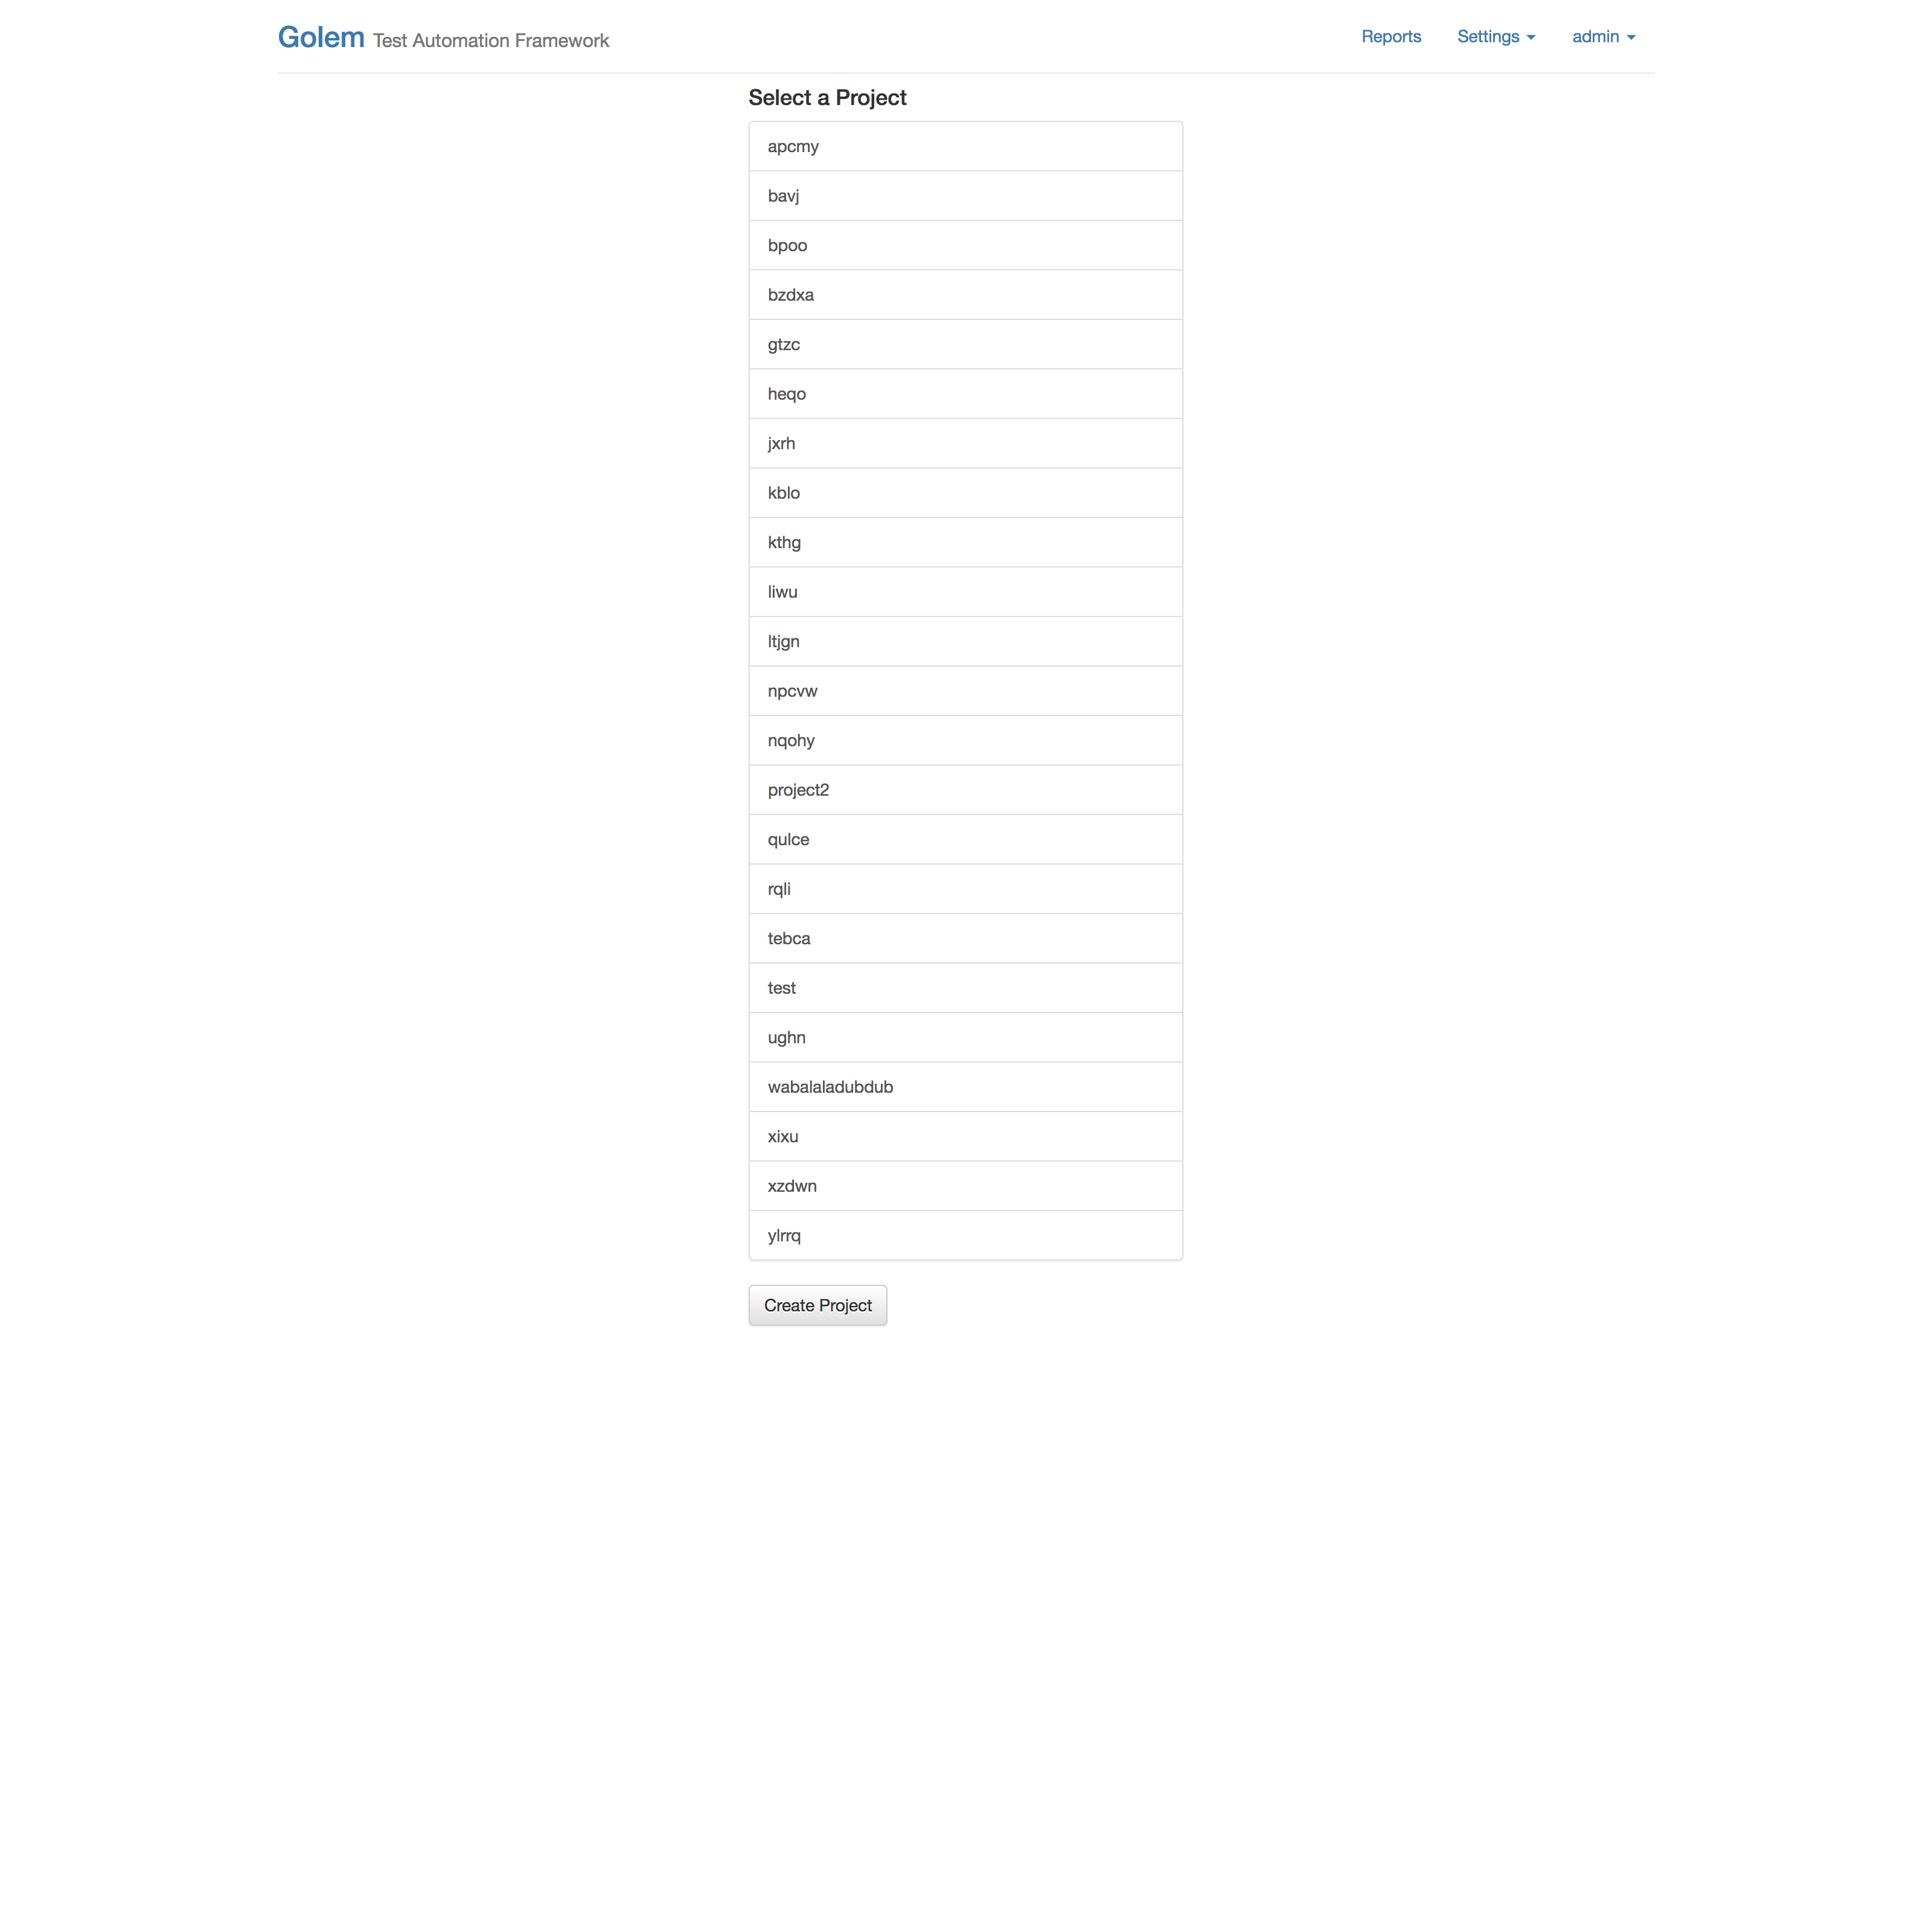 Golem Test Automation Framework
Reports Settings admin
Select a Project
apcmy
bavj
bpoo
bzdxa
gtzc
heqo
jxrh
kblo
kthg
liwu
ltjgn
npcvw
nqohy
project2
qulce
rqli
tebca
test
ughn
wabalaladubdub
xixu
xzdwn
ylrrq
Create Project